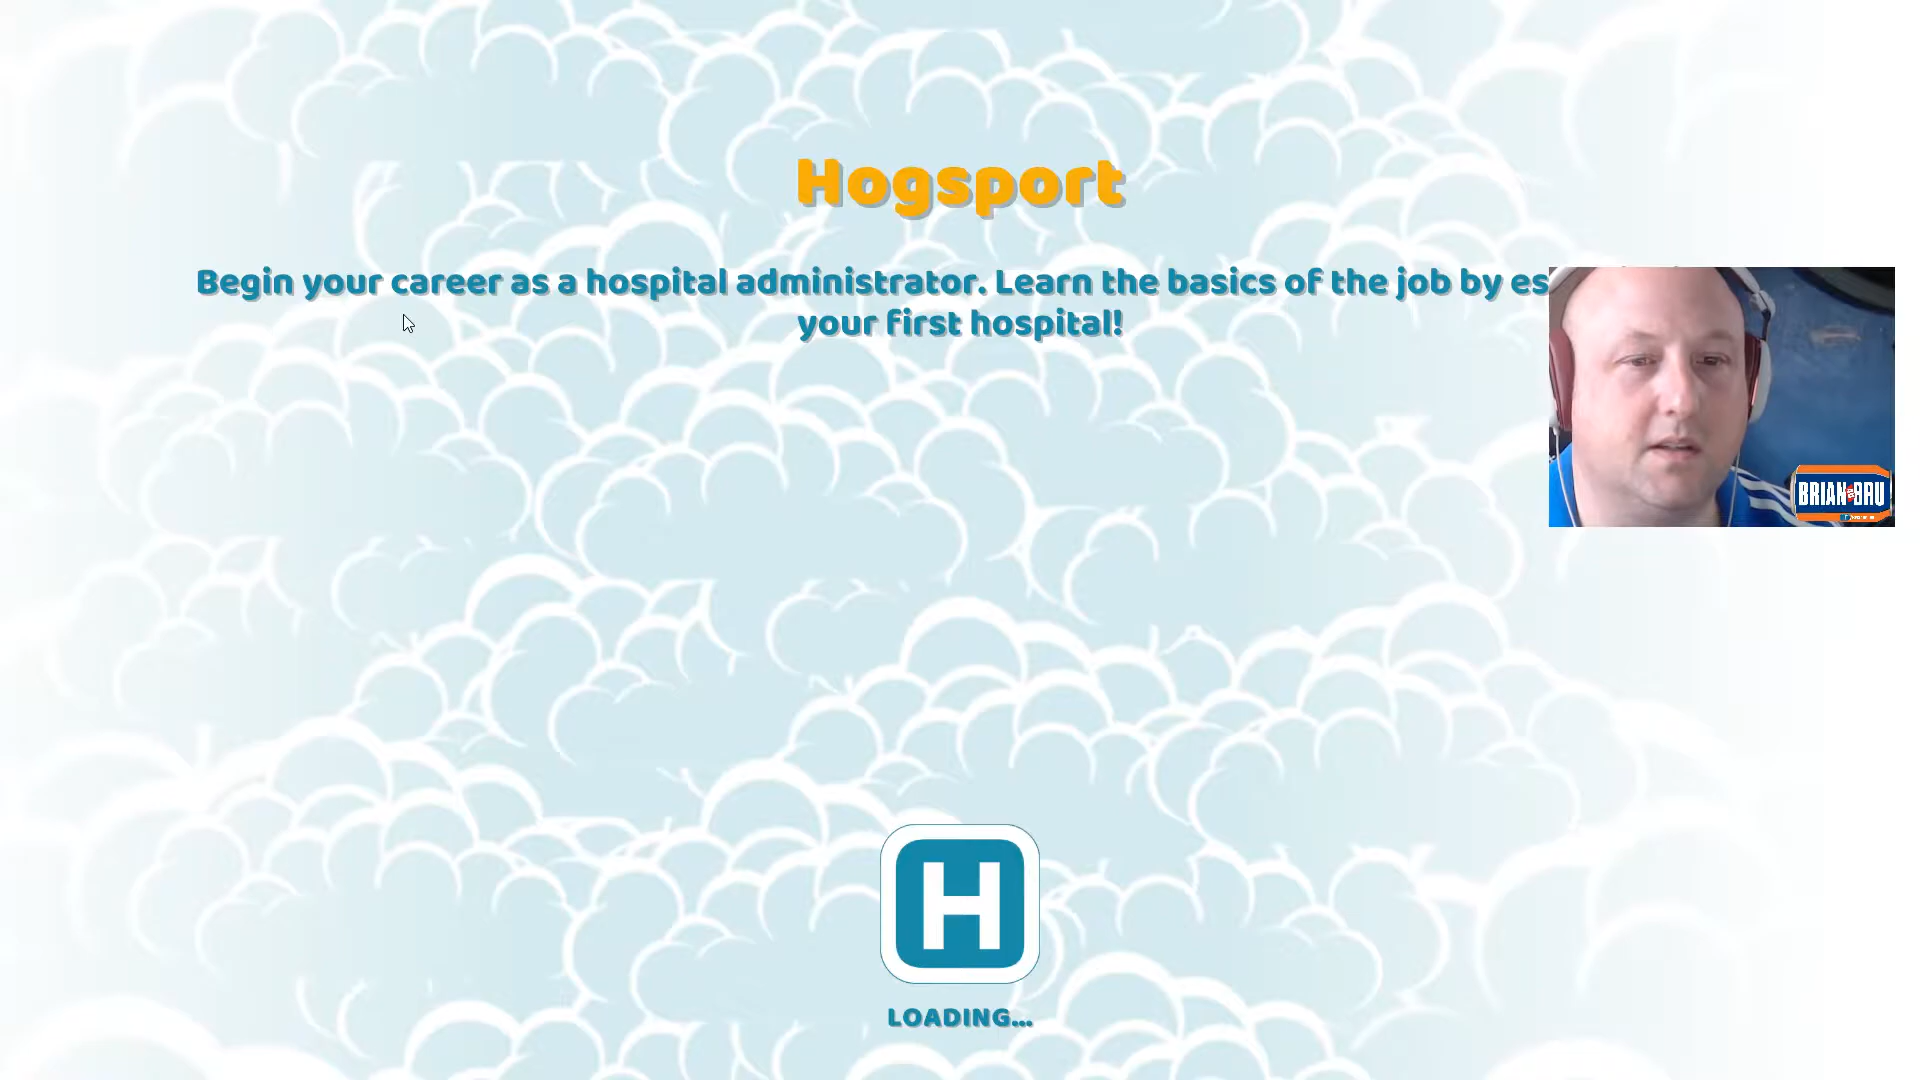 Hogsport
Begin your career as a hospital administrator. Learn the basics of the job by es
your first hospital!
BRIAN
BRU
H
LOADING...